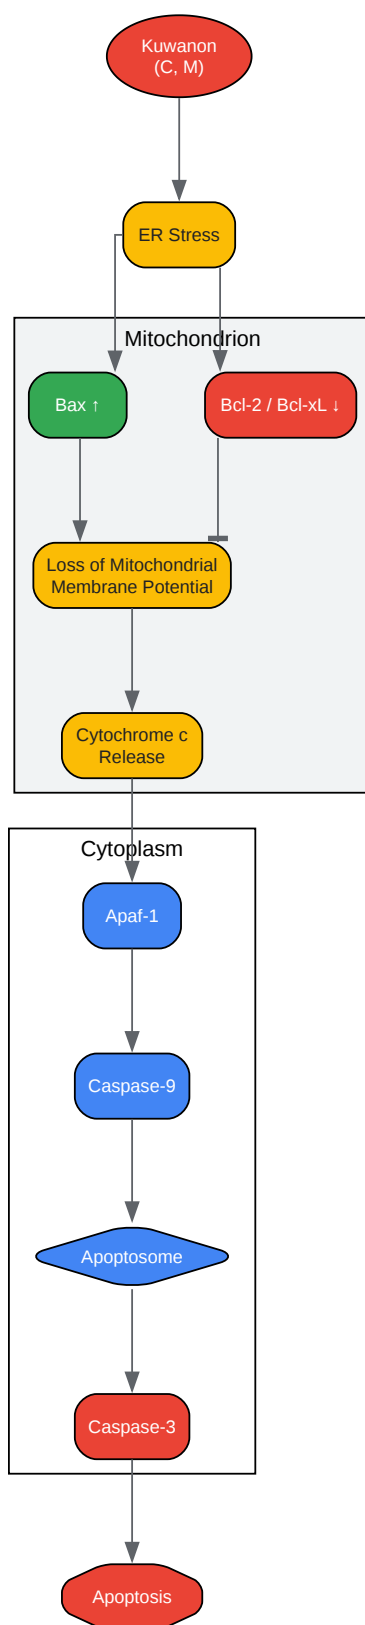 Kuwanon
(C, M)
ER Stress
Mitochondrion
Bax ↑
Bcl-2 / Bcl-xL ↓
Loss of Mitochondrial
Membrane Potential
Cytochrome c
Release
Cytoplasm
Apaf-1
Caspase-9
Apoptosome
Caspase-3
Apoptosis